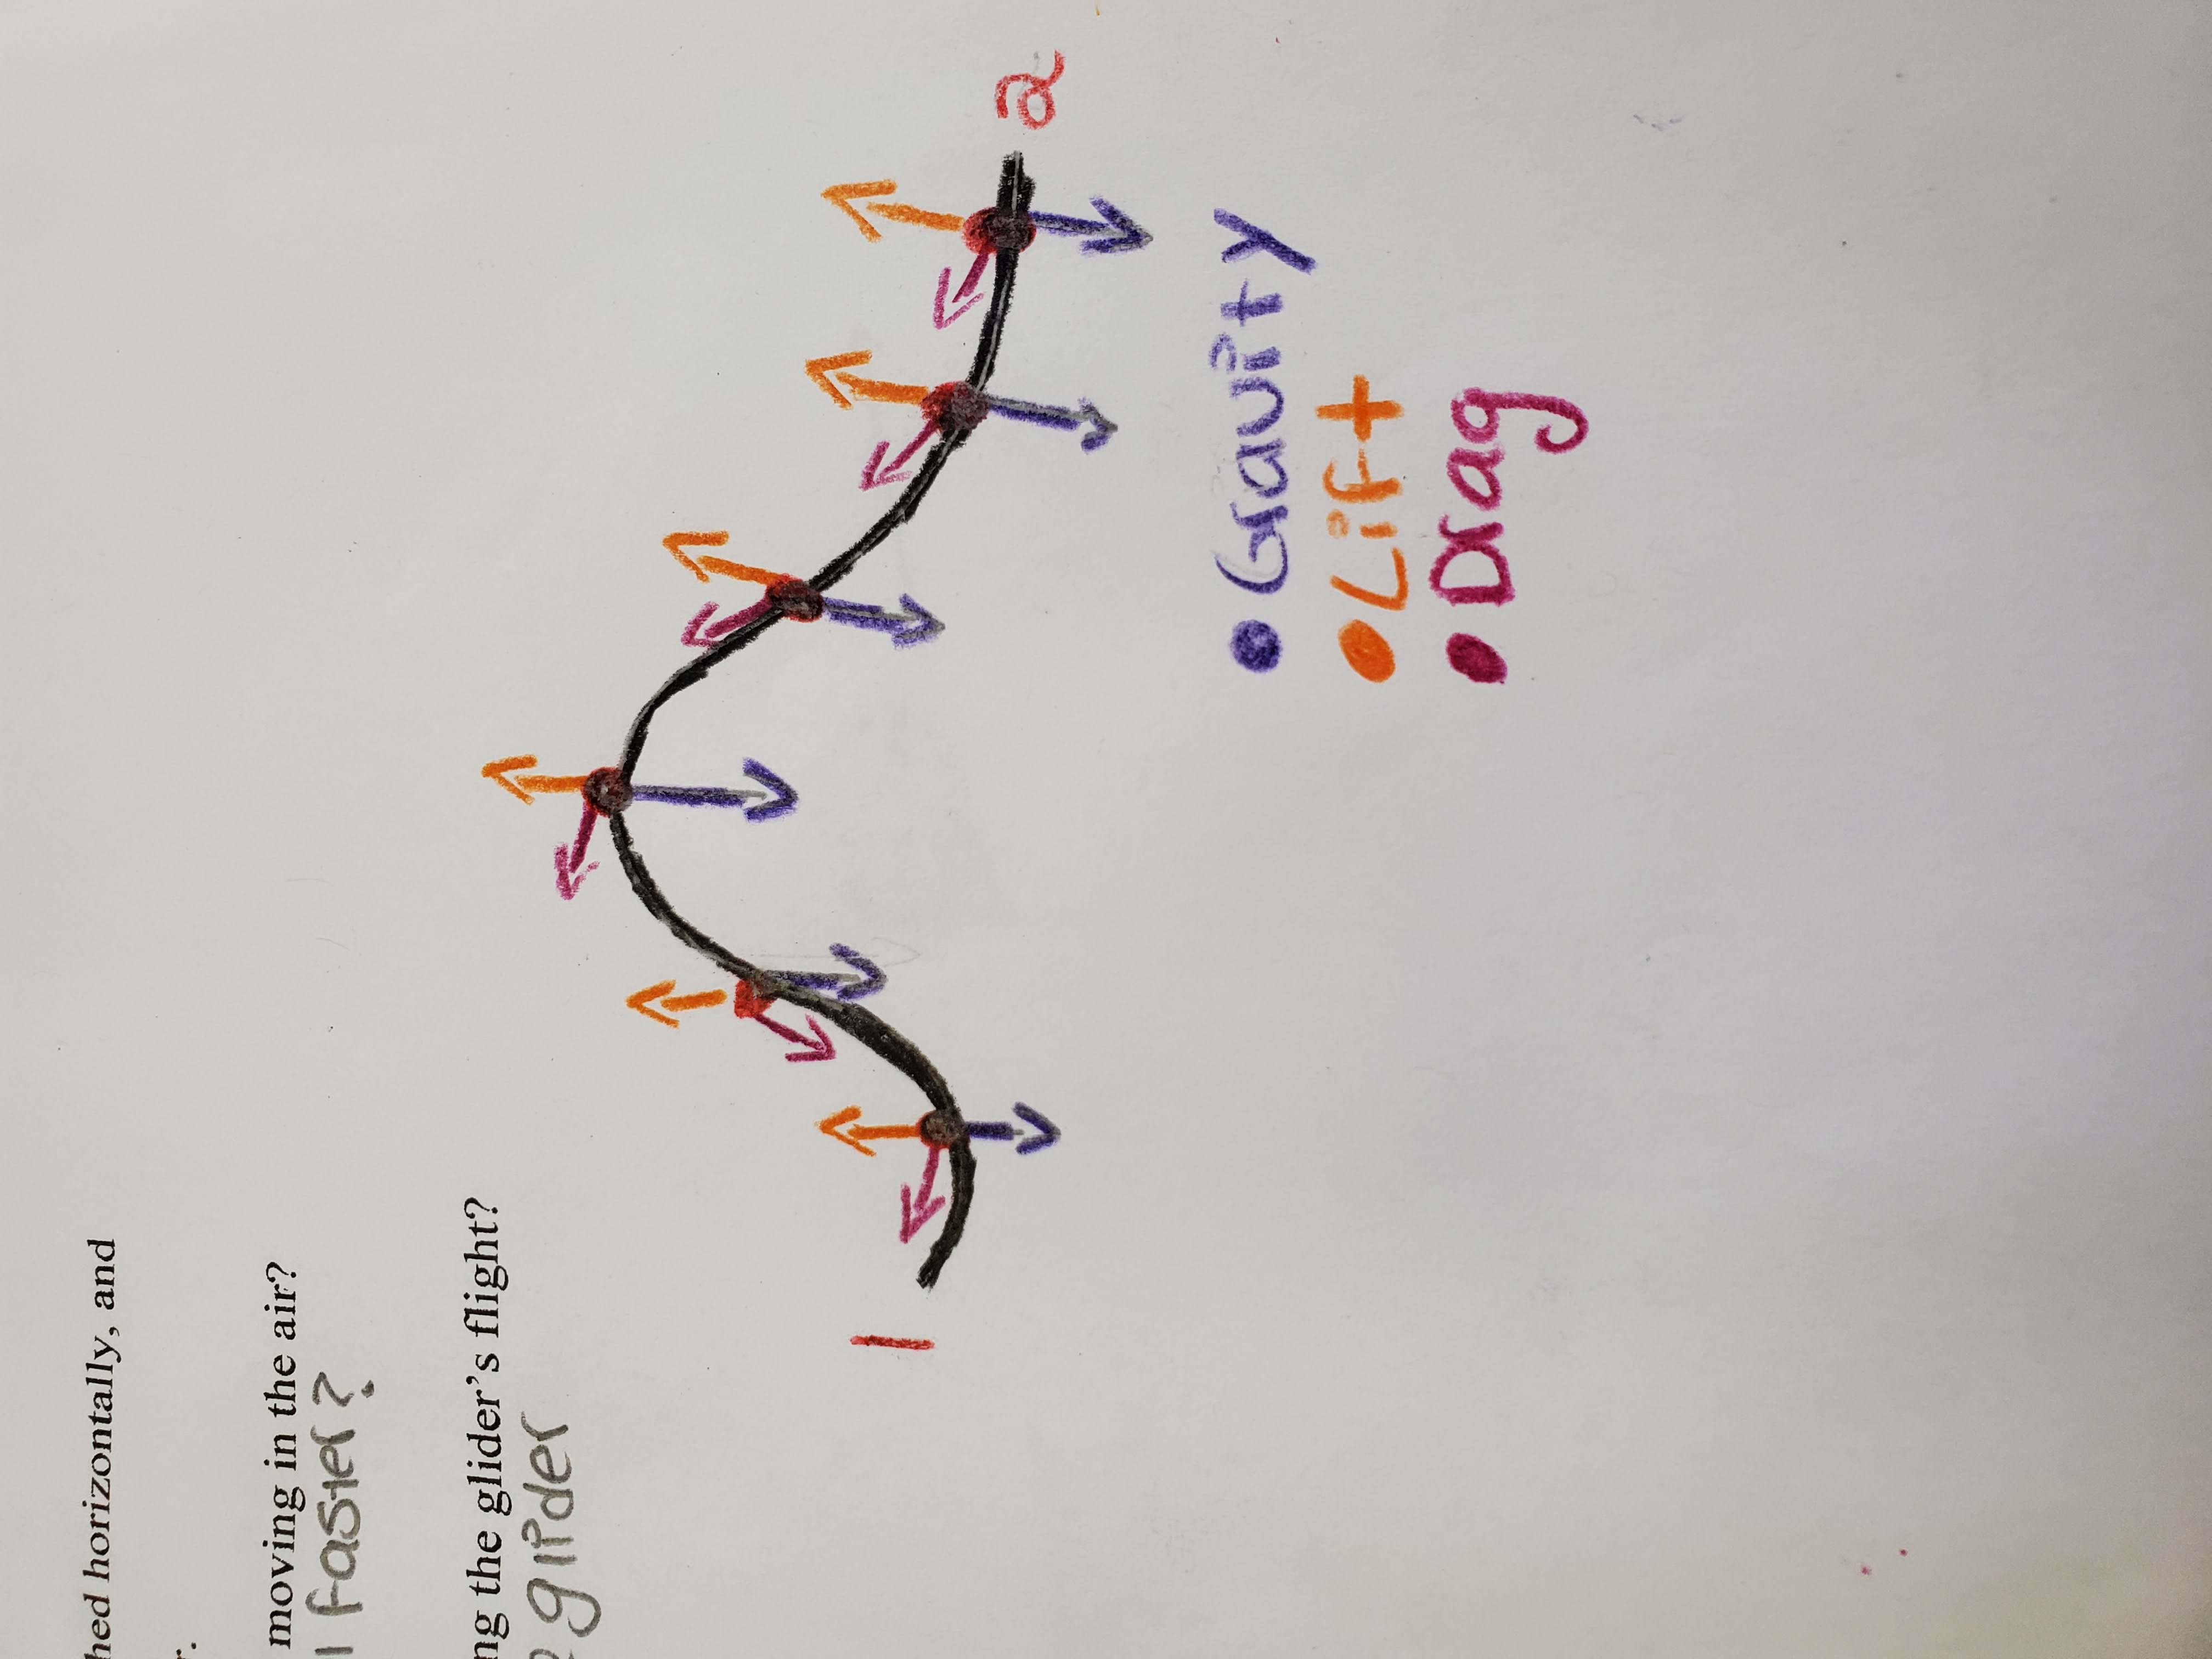 hed horizontally, and
r.
moving in the air?
faster?
ng the glider's flight?
glider
1
2
Gravity
Lift
Drag